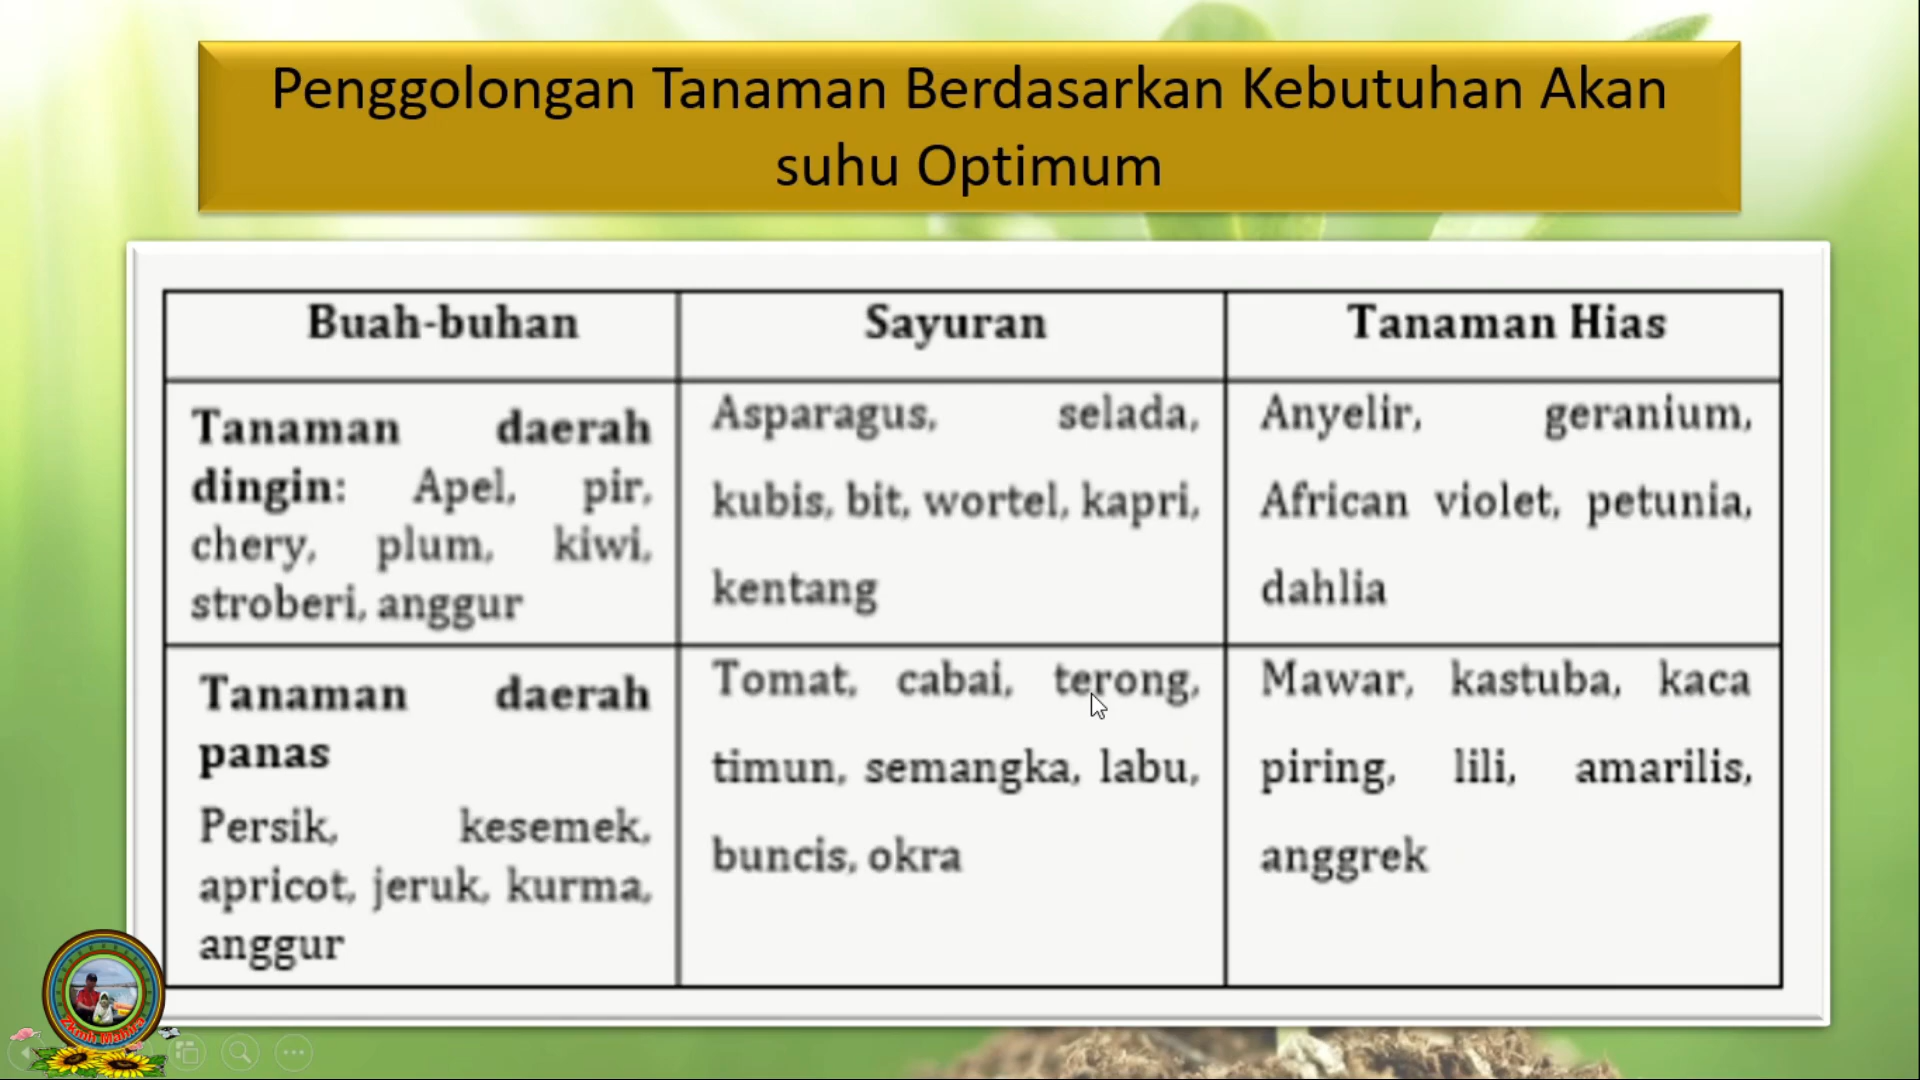 Penggolongan Tanaman Berdasarkan Kebutuhan Akan
suhu Optimum
Buah-buhan
Sayuran
Tanaman Hias
Tanaman daerah
dingin: Apel, pir,
chery, plum, kiwi,
stroberi, anggur
Asparagus, selada,
kubis, bit, wortel, kapri,
kentang
Anyelir, geranium,
African violet, petunia,
dahlia
Tanaman daerah
panas
Persik, kesemek,
apricot, jeruk, kurma,
anggur
Tomat, cabai, terong,
timun, semangka, labu,
buncis, okra
Mawar, kastuba, kaca
piring, lili, amarilis,
anggrek